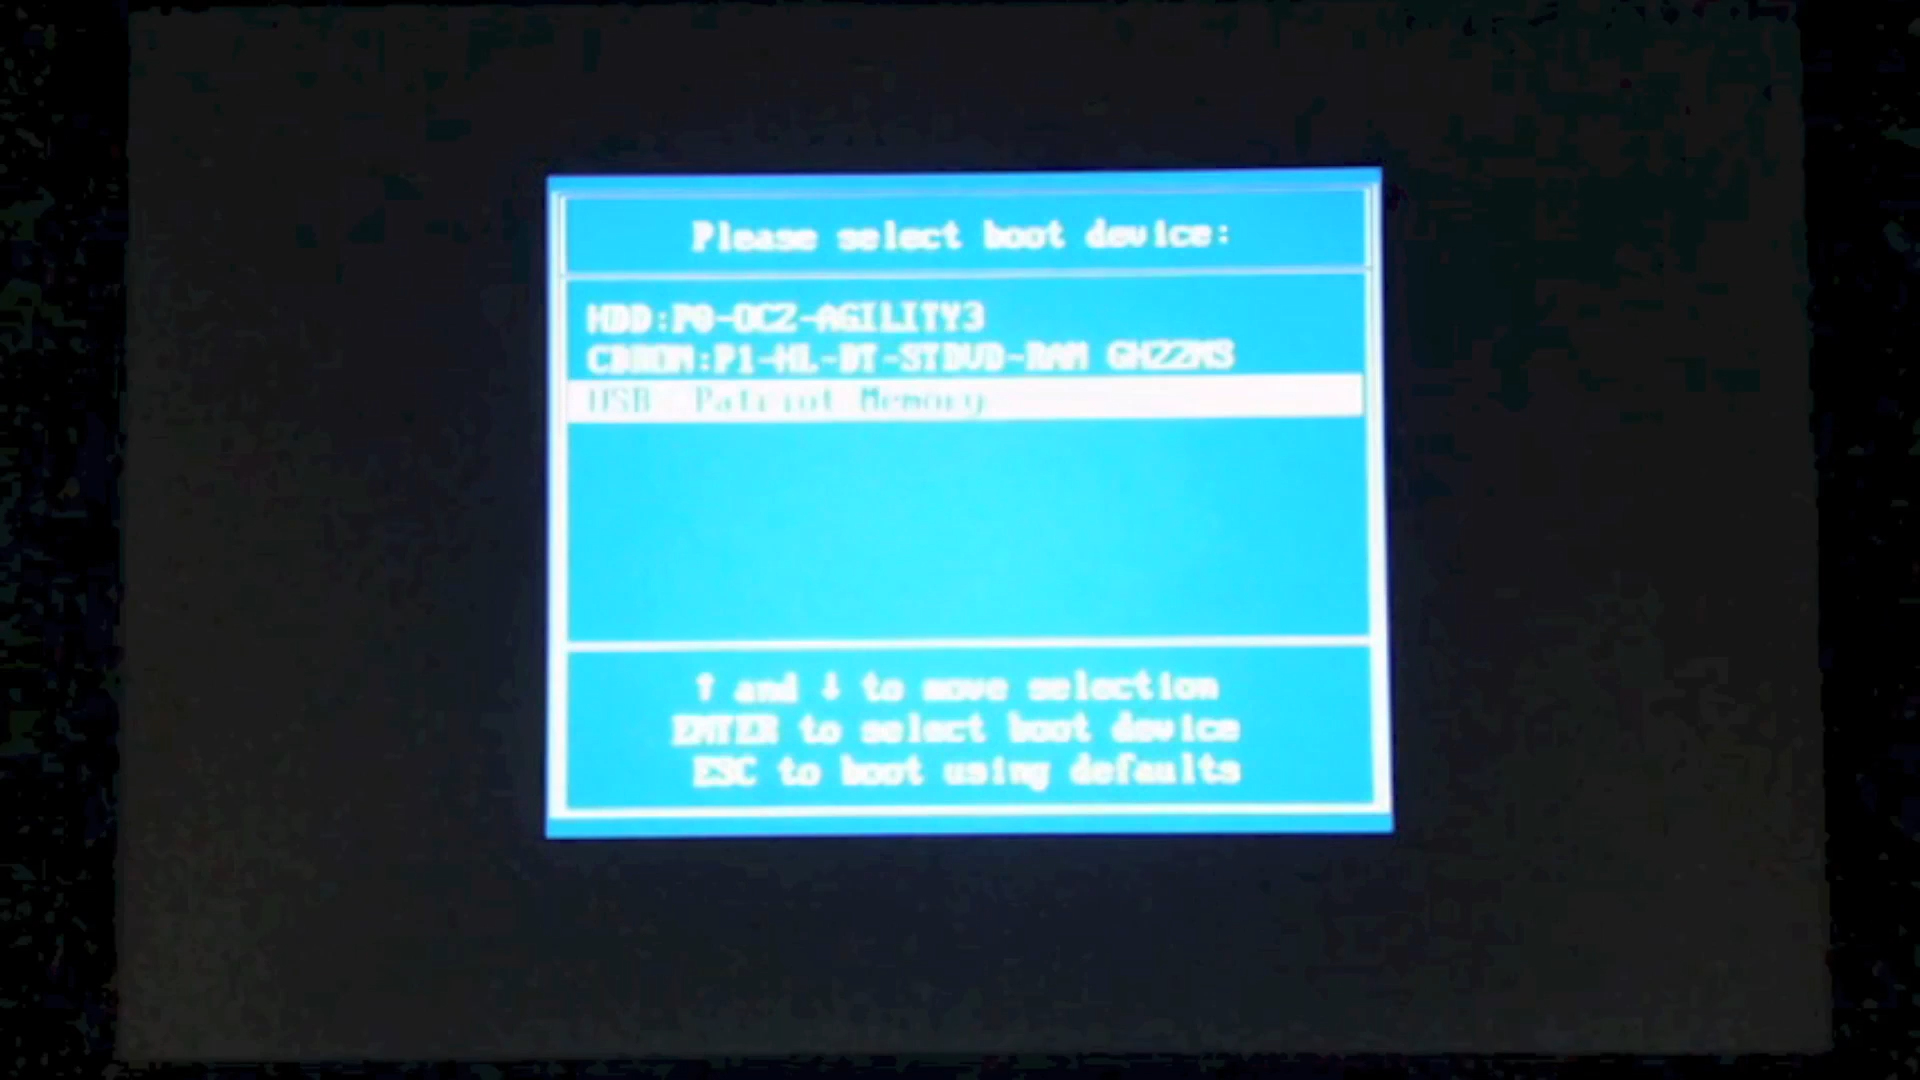 Please select boot device:
HDD:P0-OCZ-AGILITY3
CDROM:P1-HL-DT-STDVD-RAM GH22NS
USB Patriot Memory
↑ and ↓ to move selection
ENTER to select boot device
ESC to boot using defaults